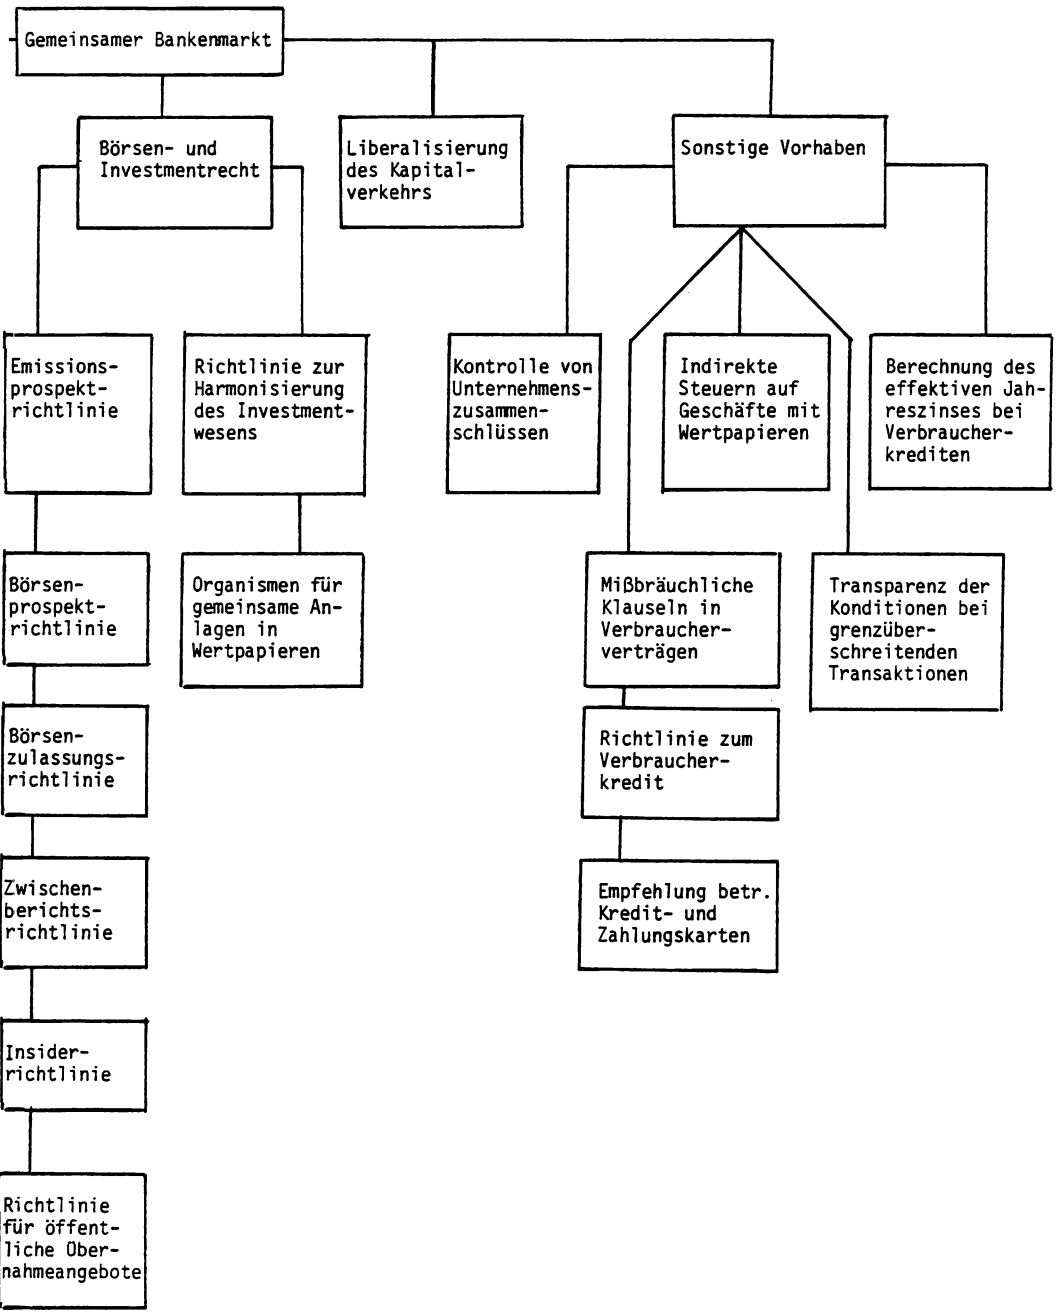 Gemeinsamer Bankenmarkt
Börsen- und
Investmentrecht
Liberalisierung
des Kapital-
verkehrs
Sonstige Vorhaben
Emissions-
prospekt-
richtlinie
Richtlinie zur
Harmonisierung
des Investment-
wesens
Kontrolle von
Unternehmens-
zusammen-
schlüssen
Indirekte
Steuern auf
Geschäfte mit
Wertpapieren
Berechnung des
effektiven Jah-
reszinses bei
Verbraucher-
krediten
Börsen-
prospekt-
richtlinie
Organismen für
gemeinsame An-
lagen in
Wertpapieren
Mißbräuchliche
Klauseln in
Verbraucher-
verträgen
Transparenz der
Konditionen bei
grenzüber-
schreitenden
Transaktionen
Börsen-
zulassungs-
richtlinie
Richtlinie zum
Verbraucher-
kredit
Zwischen-
berichts-
richtlinie
Empfehlung betr.
Kredit- und
Zahlungskarten
Insider-
richtlinie
Richtlinie
für öffent-
liche Über-
nahmeangebote